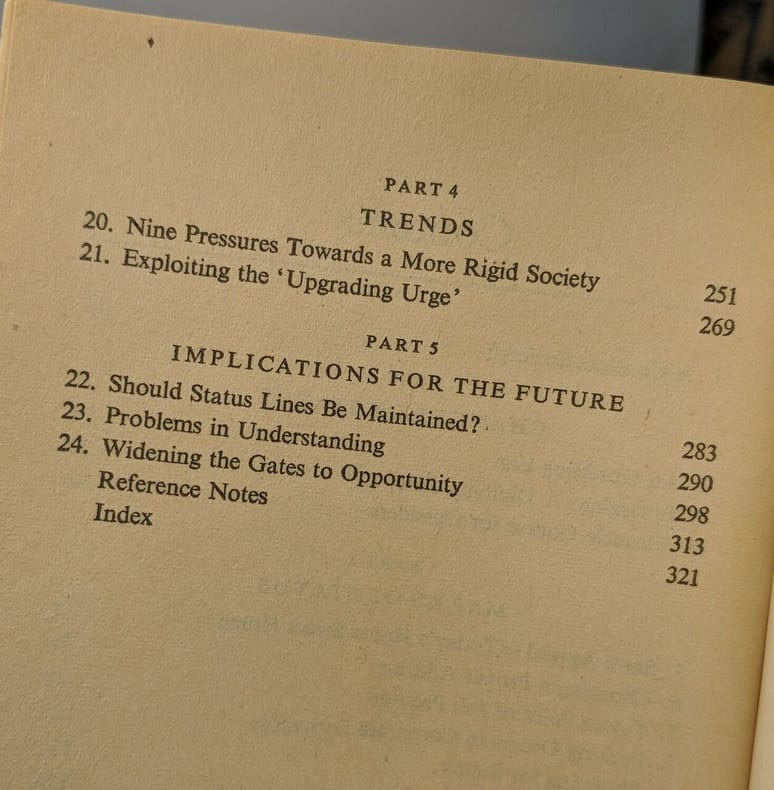 PART 4
TRENDS
20. Nine Pressures Towards a More Rigid Society 251
21. Exploiting the ‘Upgrading Urge’ 269
PART 5
IMPLICATIONS FOR THE FUTURE
22. Should Status Lines Be Maintained? 283
23. Problems in Understanding 290
24. Widening the Gates to Opportunity 298
Reference Notes 313
Index 321